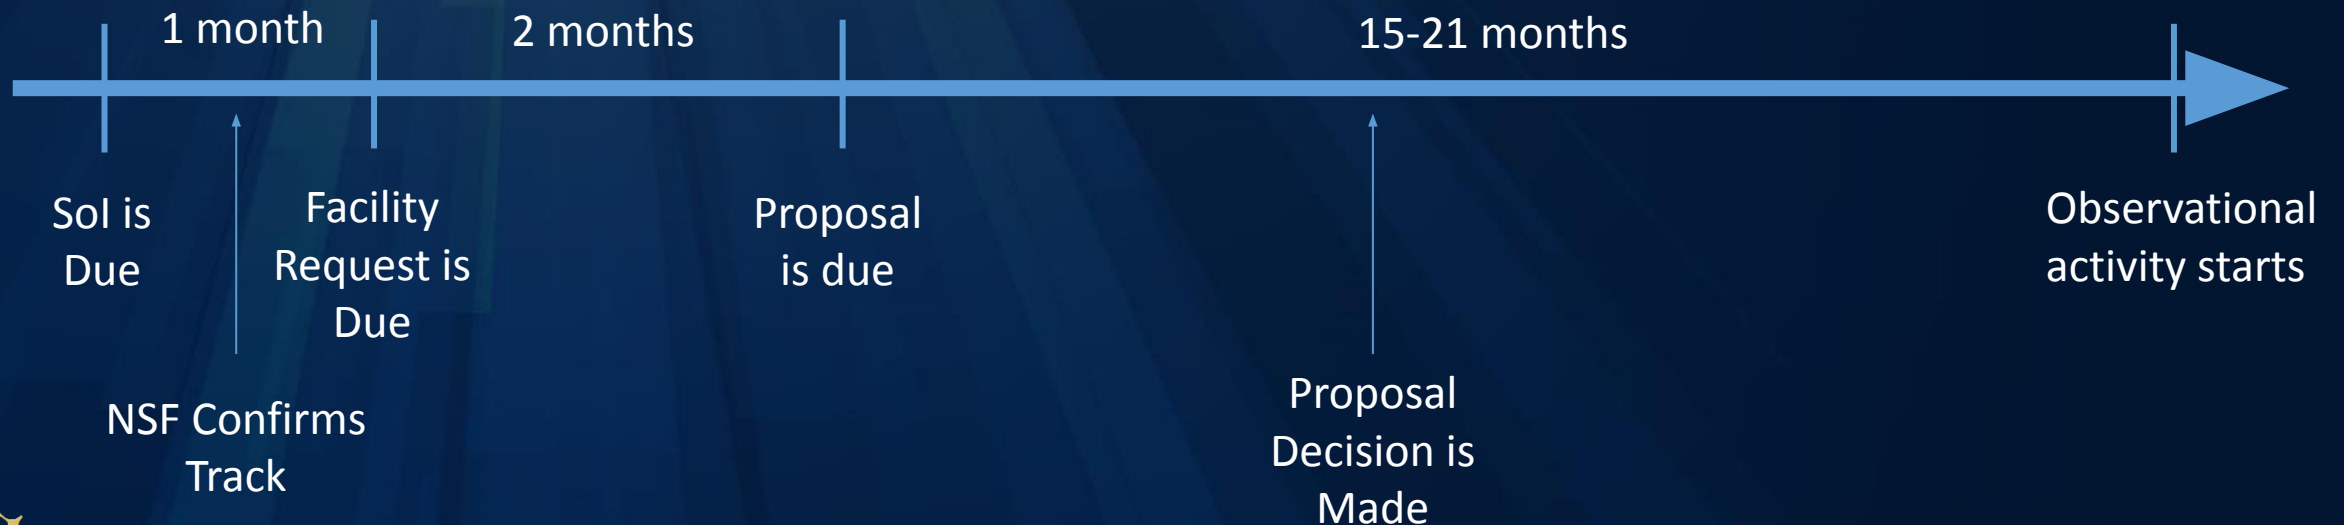 1 month
2 months
15-21 months
SoI is
Due
Facility
Request is
Due
Proposal
is due
Observational
activity starts
NSF Confirms
Track
Proposal
Decision is
Made